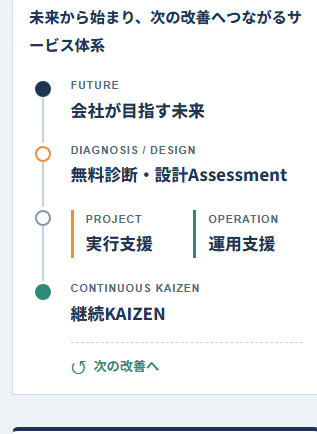 未来から始まり、次の改善へつながるサ
ービス体系
FUTURE
会社が目指す未来
DIAGNOSIS / DESIGN
無料診断・設計Assessment
PROJECT
実行支援
OPERATION
運用支援
CONTINUOUS KAIZEN
継続KAIZEN
次の改善へ